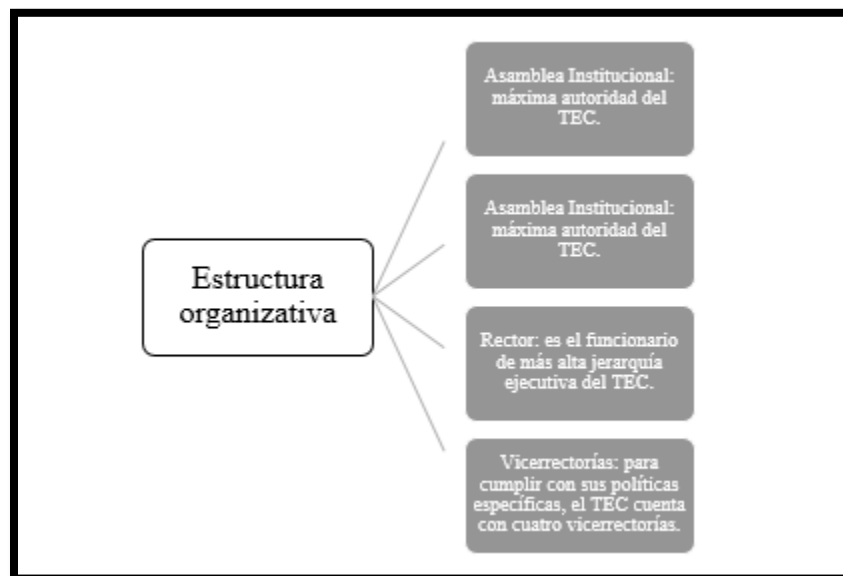 Asamblea Institucional:
máxima autoridad del
TEC.
Asamblea Institucional:
máxima autoridad del
TEC.
Estructura
organizativa
Rector: es el funcionario
de más alta jerarquía
ejecutiva del TEC.
Vicerrectorías: para
cumplir con sus políticas
específicas, el TEC cuenta
con cuatro vicerrectorías.